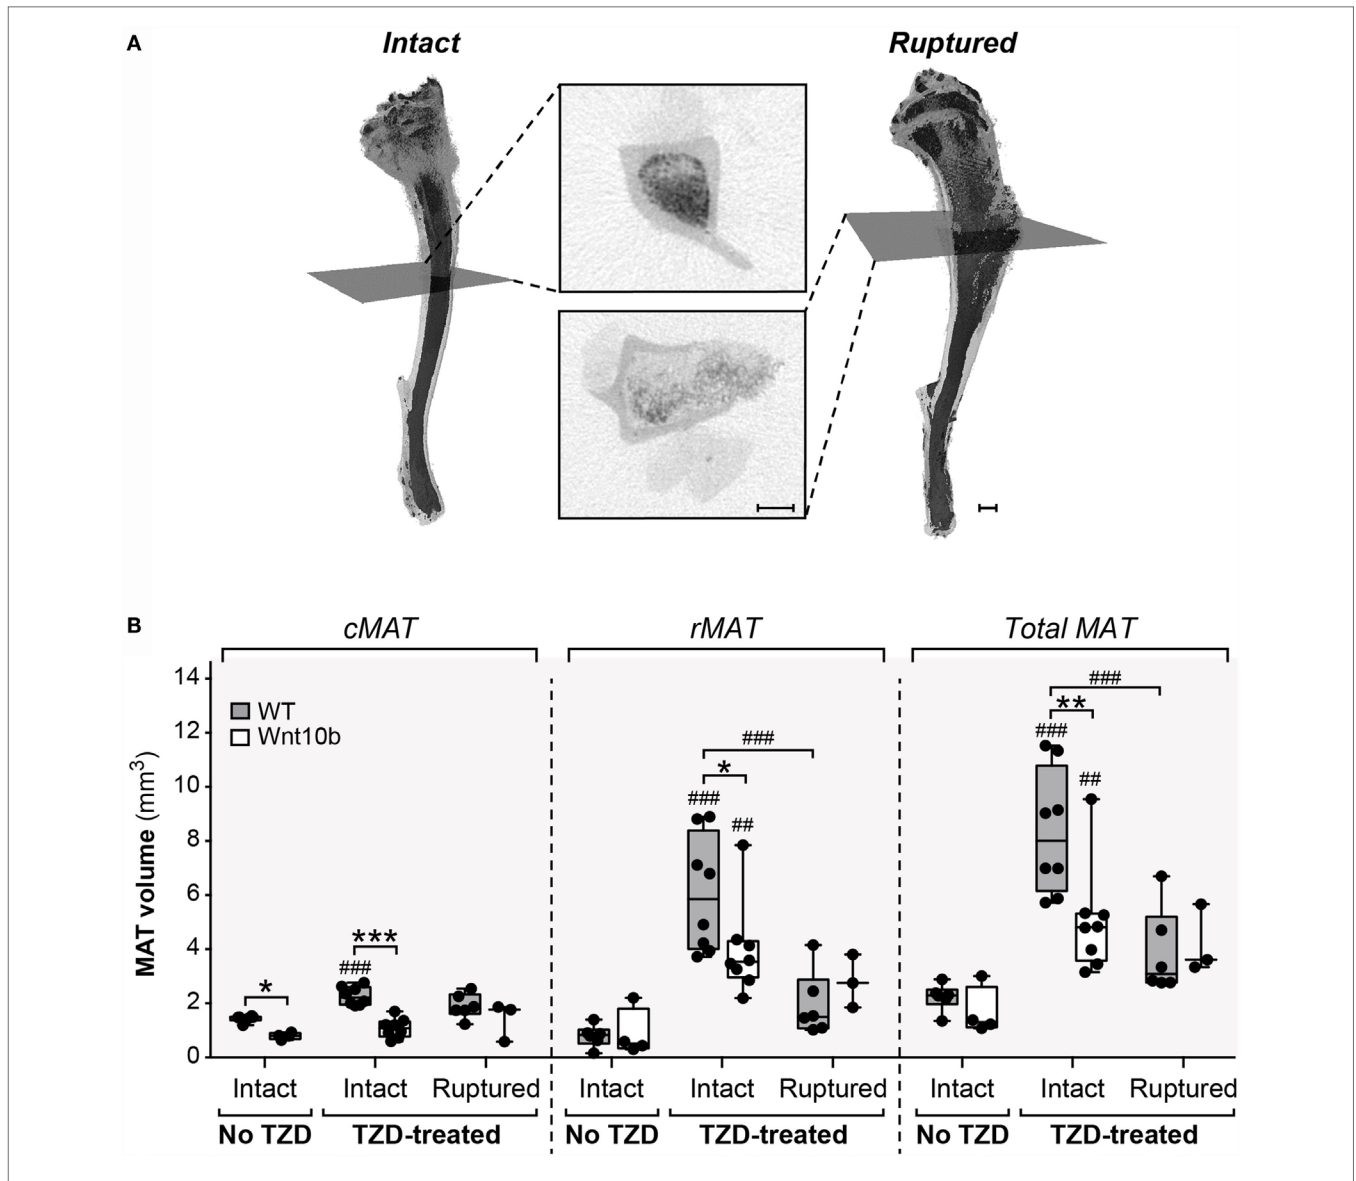 A
Intact
Ruptured
B
cMAT
rMAT
Total MAT
MAT volume (mm³)
14
12
10
8
6
4
2
0
WT
Wnt10b
*
***
###
###
*
###
##
###
**
###
##
Intact
Intact
Ruptured
Intact
Intact
Ruptured
Intact
Intact
Ruptured
No TZD
TZD-treated
No TZD
TZD-treated
No TZD
TZD-treated